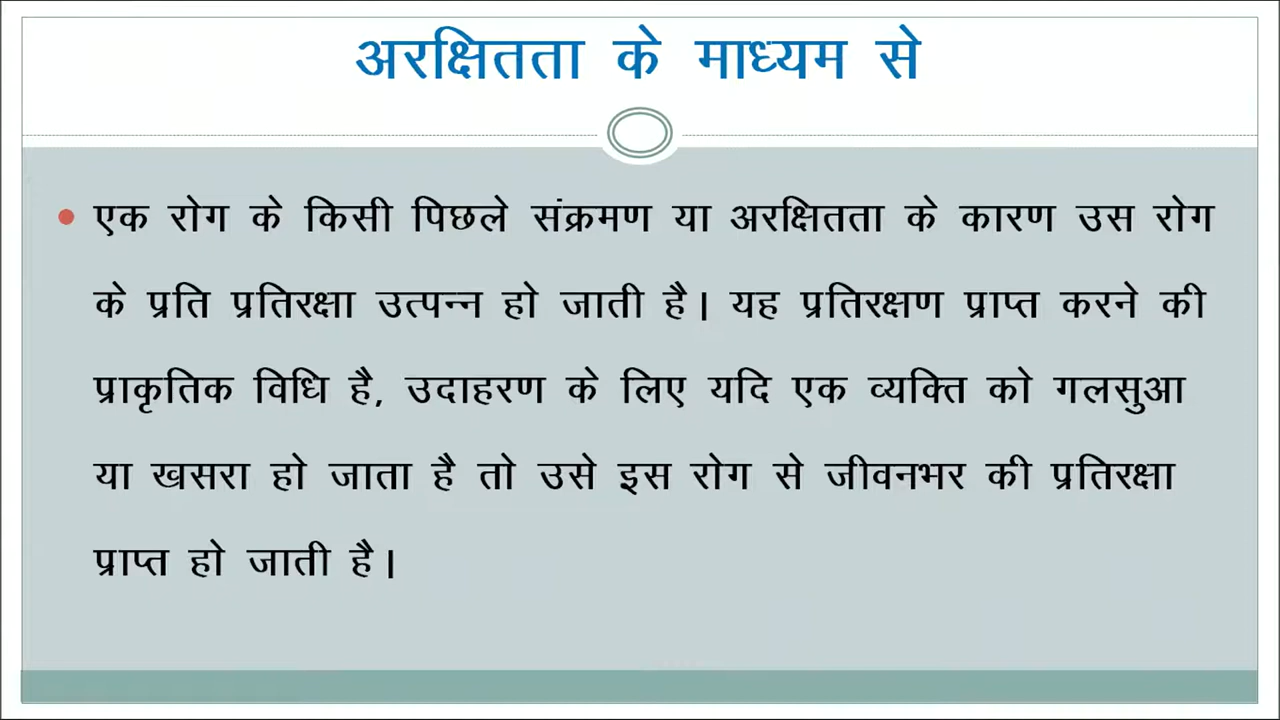 अरक्षितता के माध्यम से
• एक रोग के किसी पिछले संक्रमण या अरक्षितता के कारण उस रोग
के प्रति प्रतिरक्षा उत्पन्न हो जाती है। यह प्रतिरक्षण प्राप्त करने की
प्राकृतिक विधि है, उदाहरण के लिए यदि एक व्यक्ति को गलसुआ
या खसरा हो जाता है तो उसे इस रोग से जीवनभर की प्रतिरक्षा
प्राप्त हो जाती है।